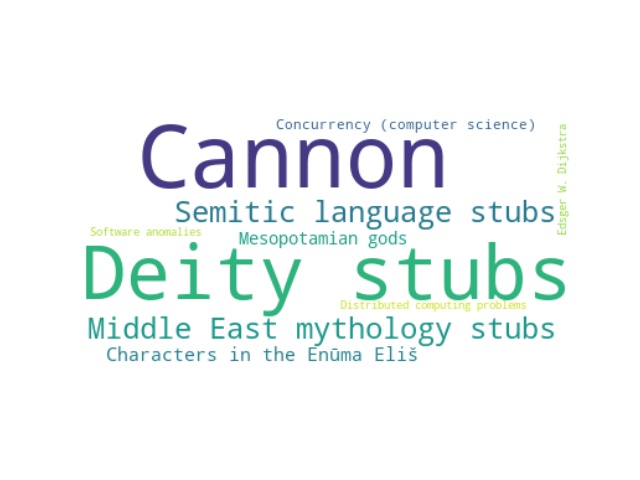 Concurrency (computer science)
Cannon
Edsger W. Dijkstra
Semitic language stubs
Software anomalies
Mesopotamian gods
Deity stubs
Distributed computing problems
Middle East mythology stubs
Characters in the Enūma Eliš